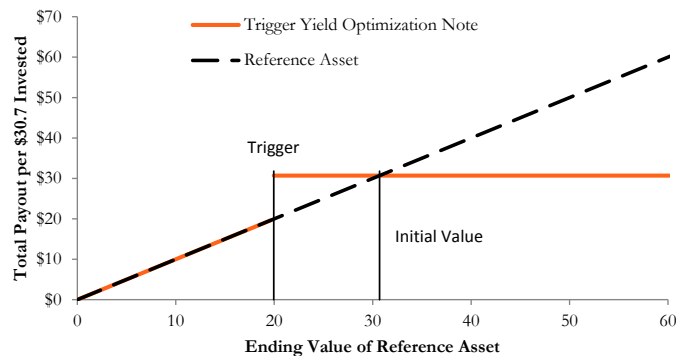 $70
Trigger Yield Optimization Note
$60
Reference Asset
$50
Trigger
$40
$30
$20
Initial Value
$10
$0
0 10 20 30 40 50 60
Total Payout per $30.7 Invested
Ending Value of Reference Asset